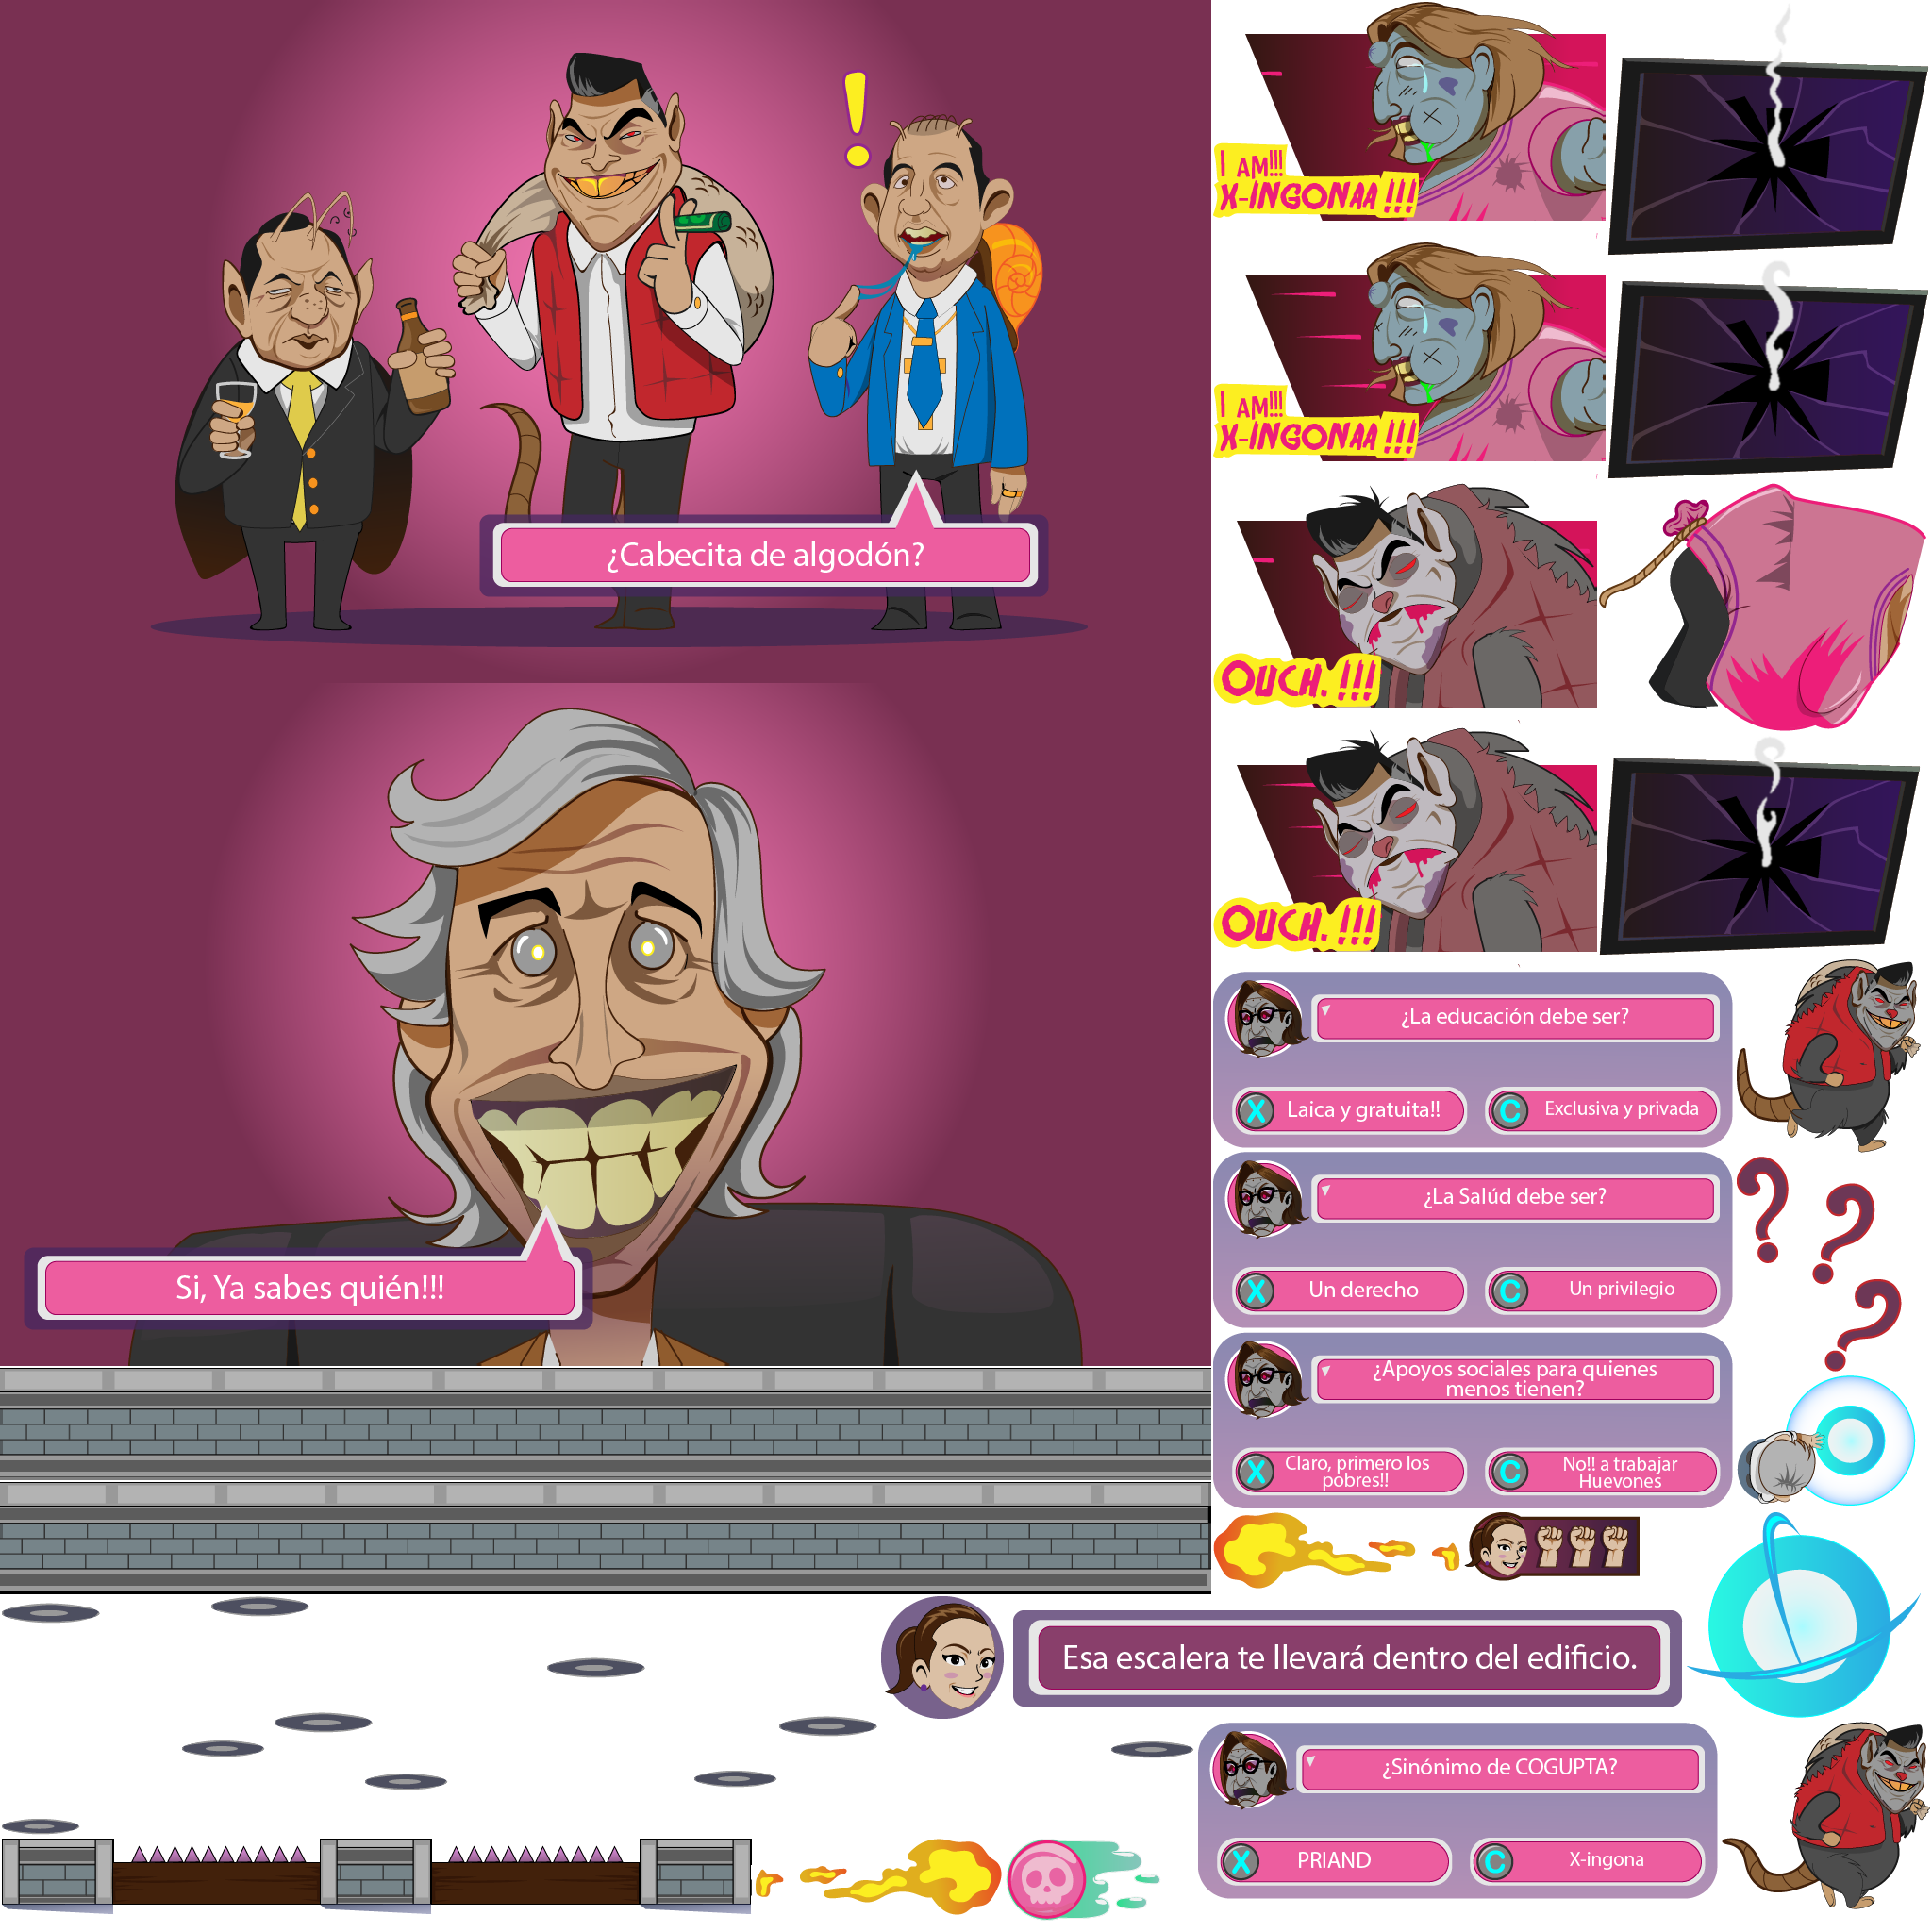 ¿Cabecita de algodón?
Si, Ya sabes quién!!!
I AM!!!
X-INGONAA !!!
I AM!!!
X-INGONAA !!!
OUCH. !!!
OUCH. !!!
¿La educación debe ser?
X Laica y gratuita!!
C Exclusiva y privada
¿La Salúd debe ser?
X Un derecho
C Un privilegio
¿Apoyos sociales para quienes
menos tienen?
X Claro, primero los
pobres!!
C No!! a trabajar
Huevones
? ? ?
Esa escalera te llevará dentro del edificio.
¿Sinónimo de COGUPTA?
X PRIAND
C X-ingona